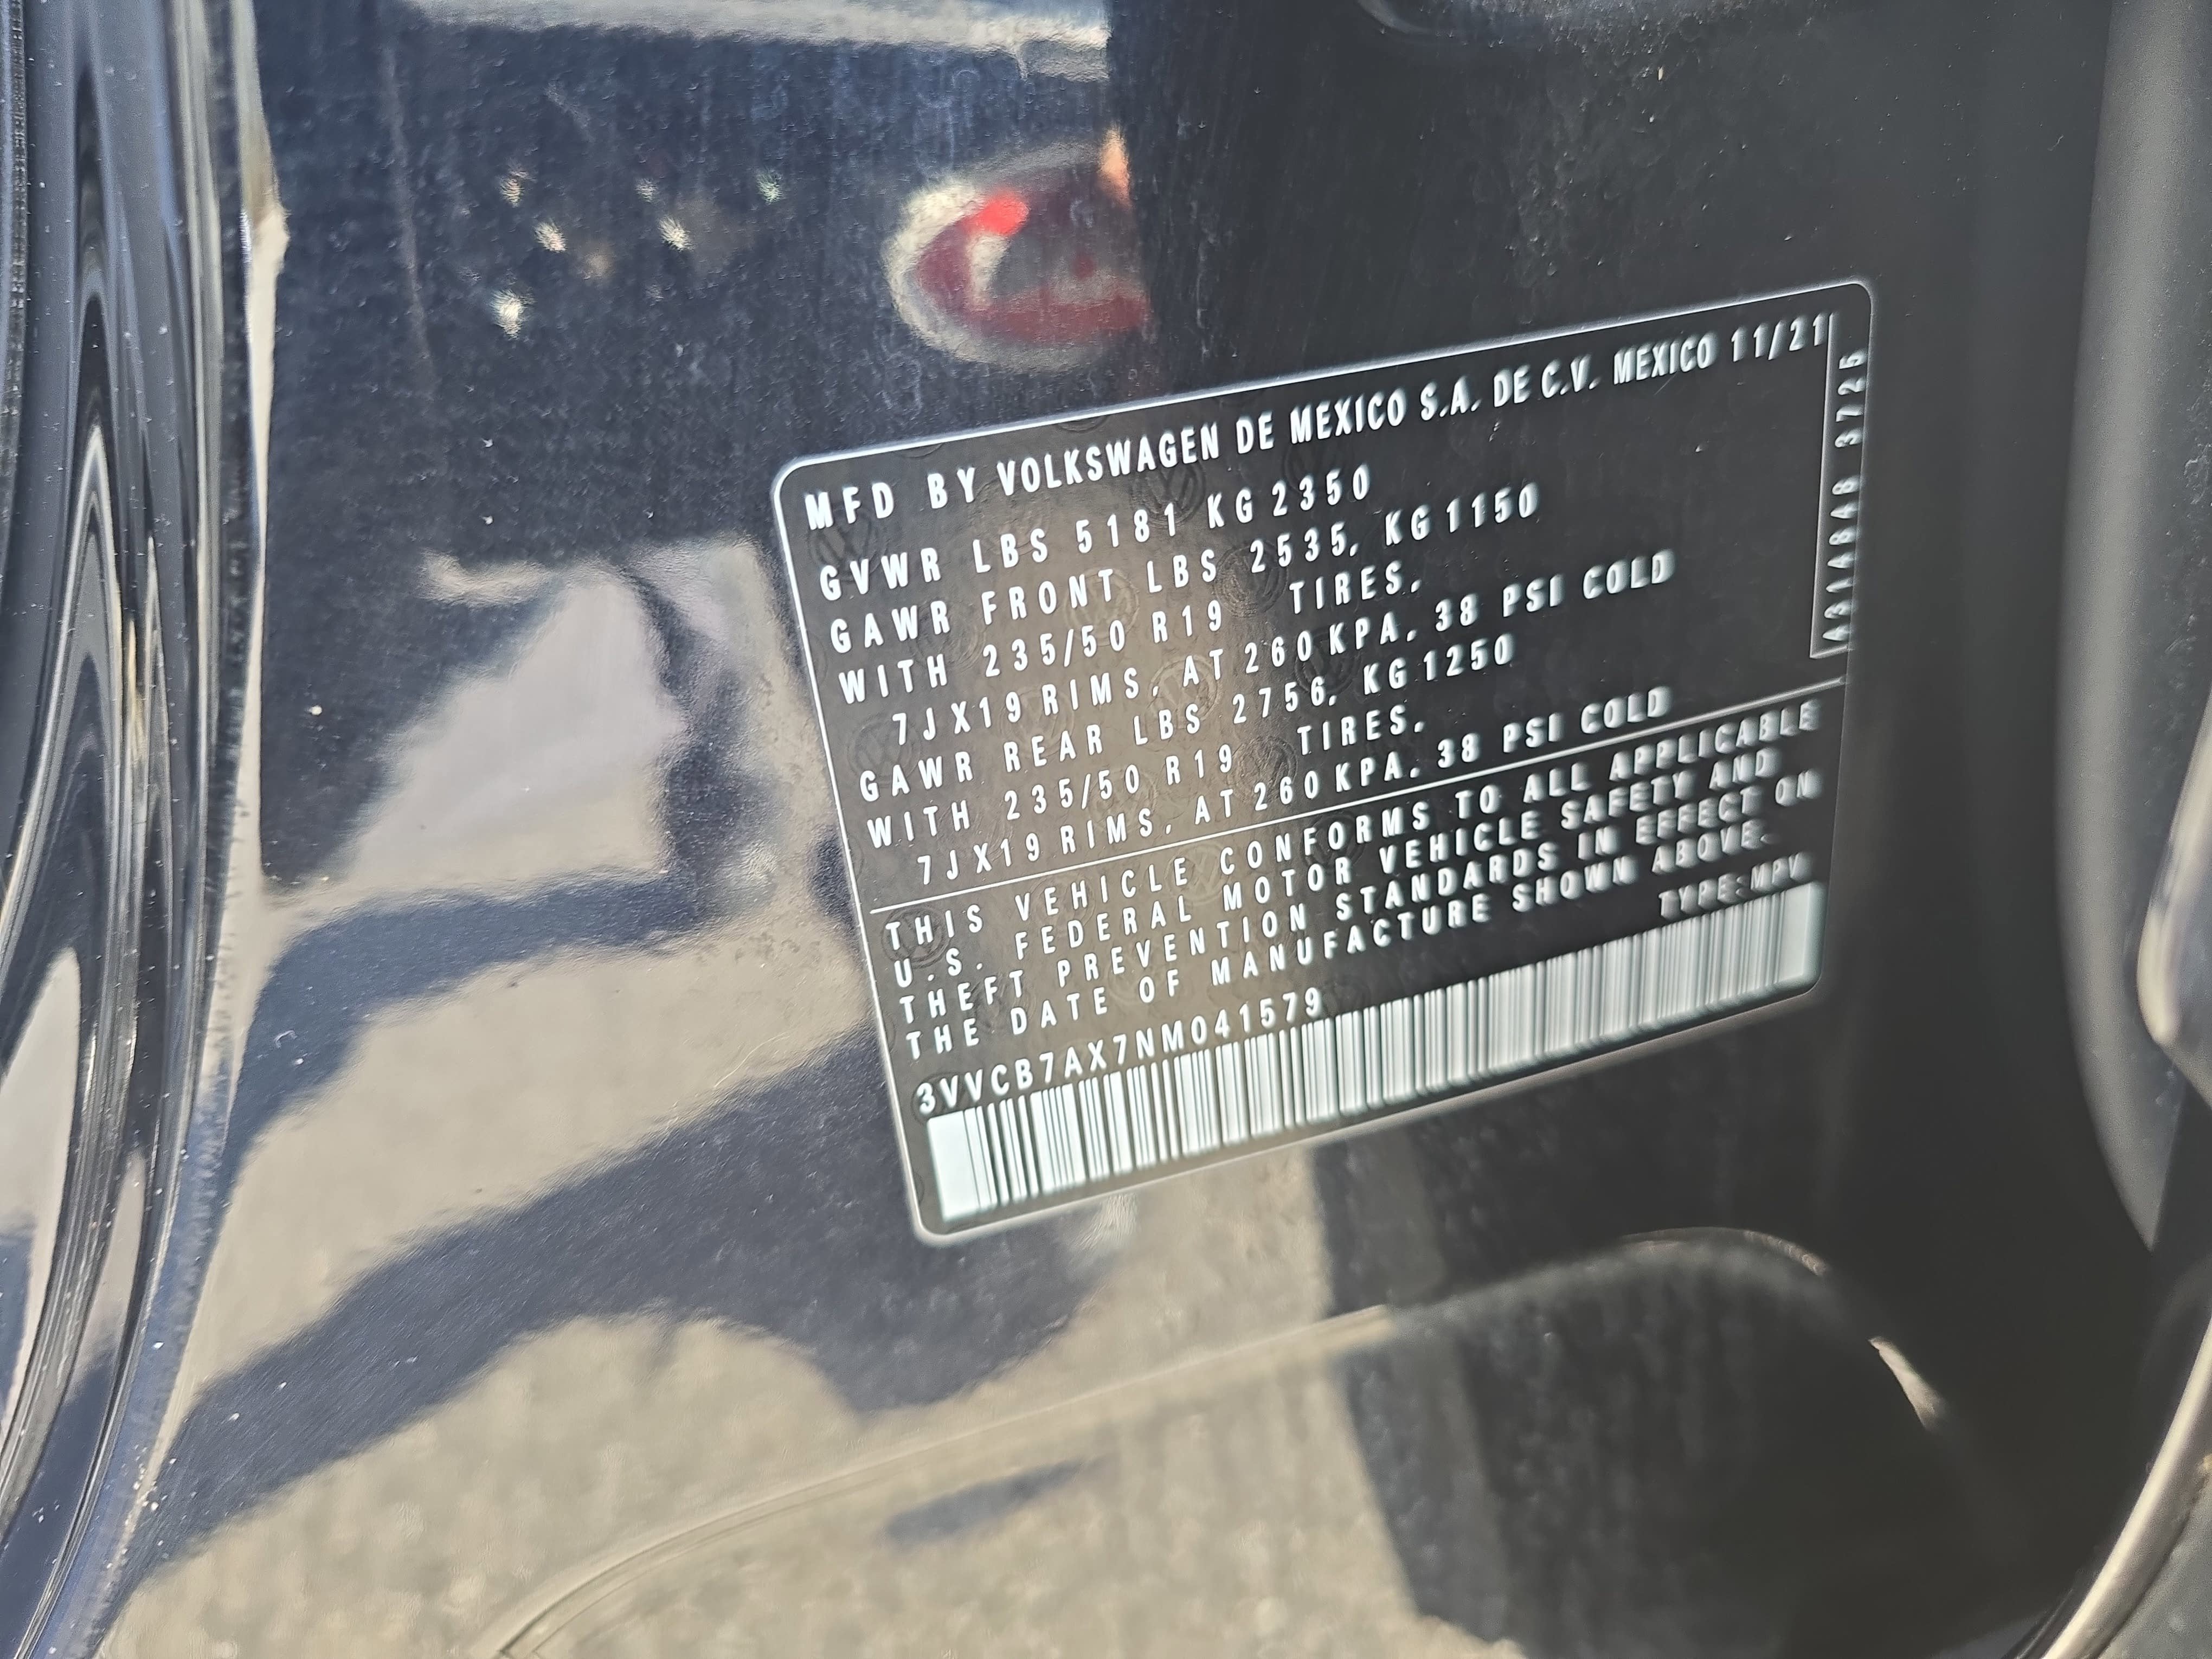 MFD BY VOLKSWAGEN DE MEXICO S.A. DE C.V. MEXICO 11/21
GVWR LBS 5181 KG 2350
GAWR FRONT LBS 2535, KG 1150
WITH 235/50 R19 TIRES,
7JX19 RIMS, AT 260 KPA, 38 PSI COLD
GAWR REAR LBS 2756, KG 1250
WITH 235/50 R19 TIRES,
7JX19 RIMS, AT 260 KPA, 38 PSI COLD
THIS VEHICLE CONFORMS TO ALL APPLICABLE
U.S. FEDERAL MOTOR VEHICLE SAFETY AND
THEFT PREVENTION STANDARDS IN EFFECT ON
THE DATE OF MANUFACTURE SHOWN ABOVE.
TYPE:MPV
3VVCB7AX7NM041579